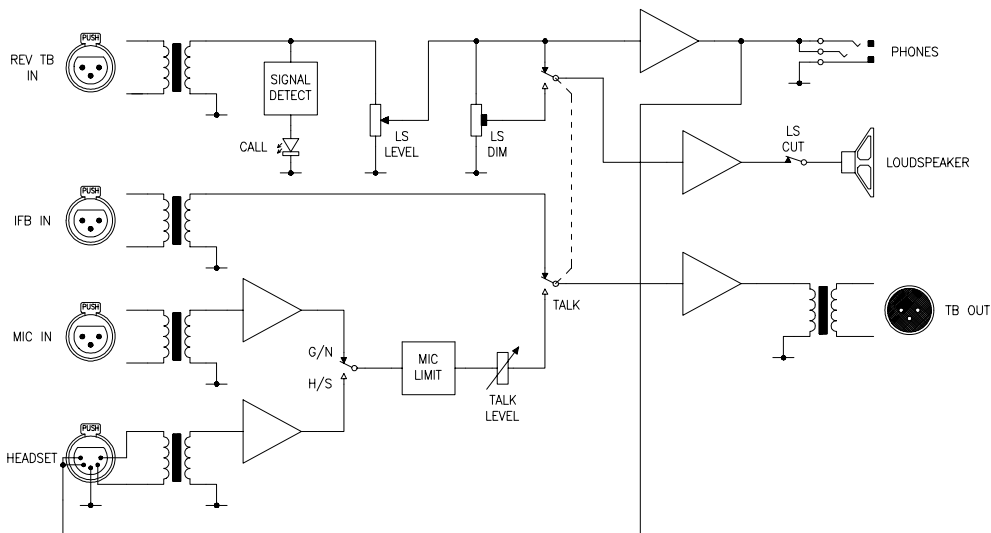 PUSH
REV TB
IN
SIGNAL
DETECT
CALL
LS
LEVEL
LS
DIM
PHONES
LS
CUT
LOUDSPEAKER
PUSH
IFB IN
TALK
PUSH
MIC IN
G/N
H/S
MIC
LIMIT
TALK
LEVEL
TB OUT
PUSH
HEADSET